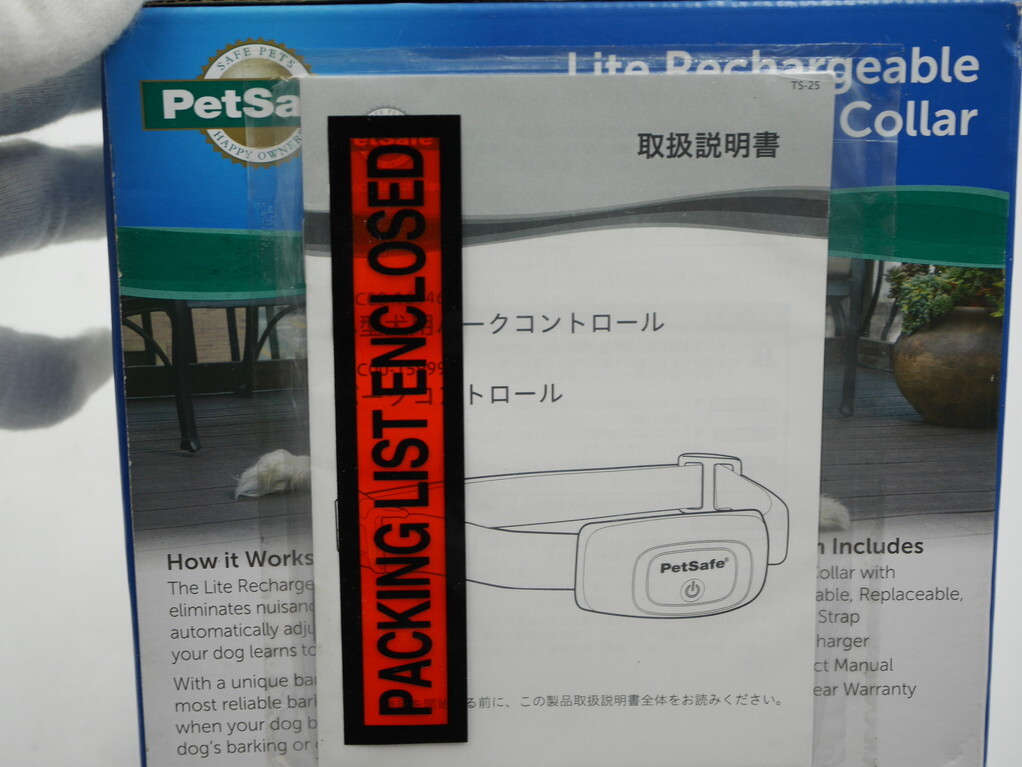 SAFE PETS
PetSa
HAPPY OWNERS
Lite Rechargeable
Collar
TS-25
取扱説明書
PACKING LIST ENCLOSED
ークコントロール
トロール
PetSafe®
る前に、この製品取扱説明書全体をお読みください。
How it Works
The Lite Recharge
eliminates nuisanc
automatically adju
your dog learns to
With a unique bar
most reliable bark
when your dog b
dog's barking or
Includes
Collar with
able, Replaceable,
Strap
harger
ct Manual
ear Warranty